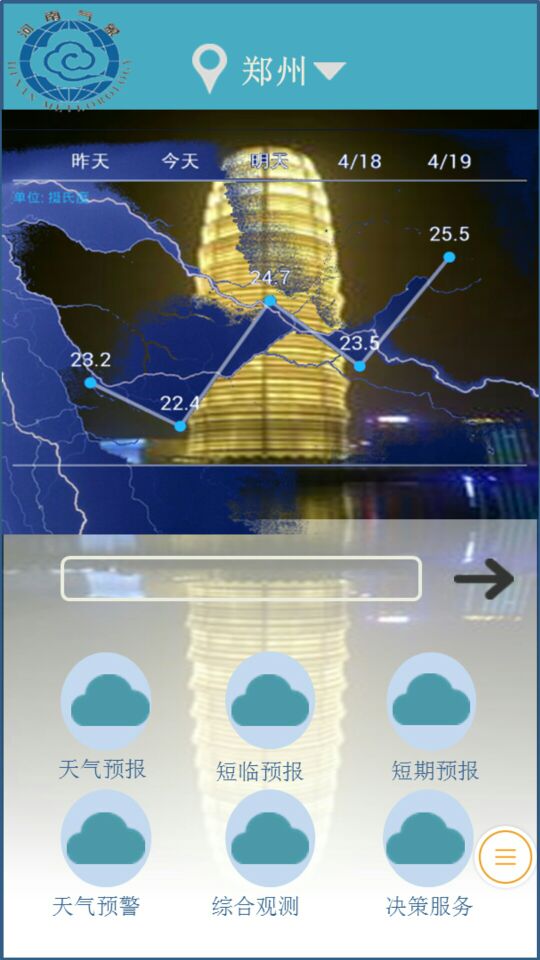 河南气象
郑州
昨天 今天 明天 4/18 4/19
单位: 摄氏度
25.5
24.7
23.5
23.2
22.4
天气预报 短临预报 短期预报
天气预警 综合观测 决策服务